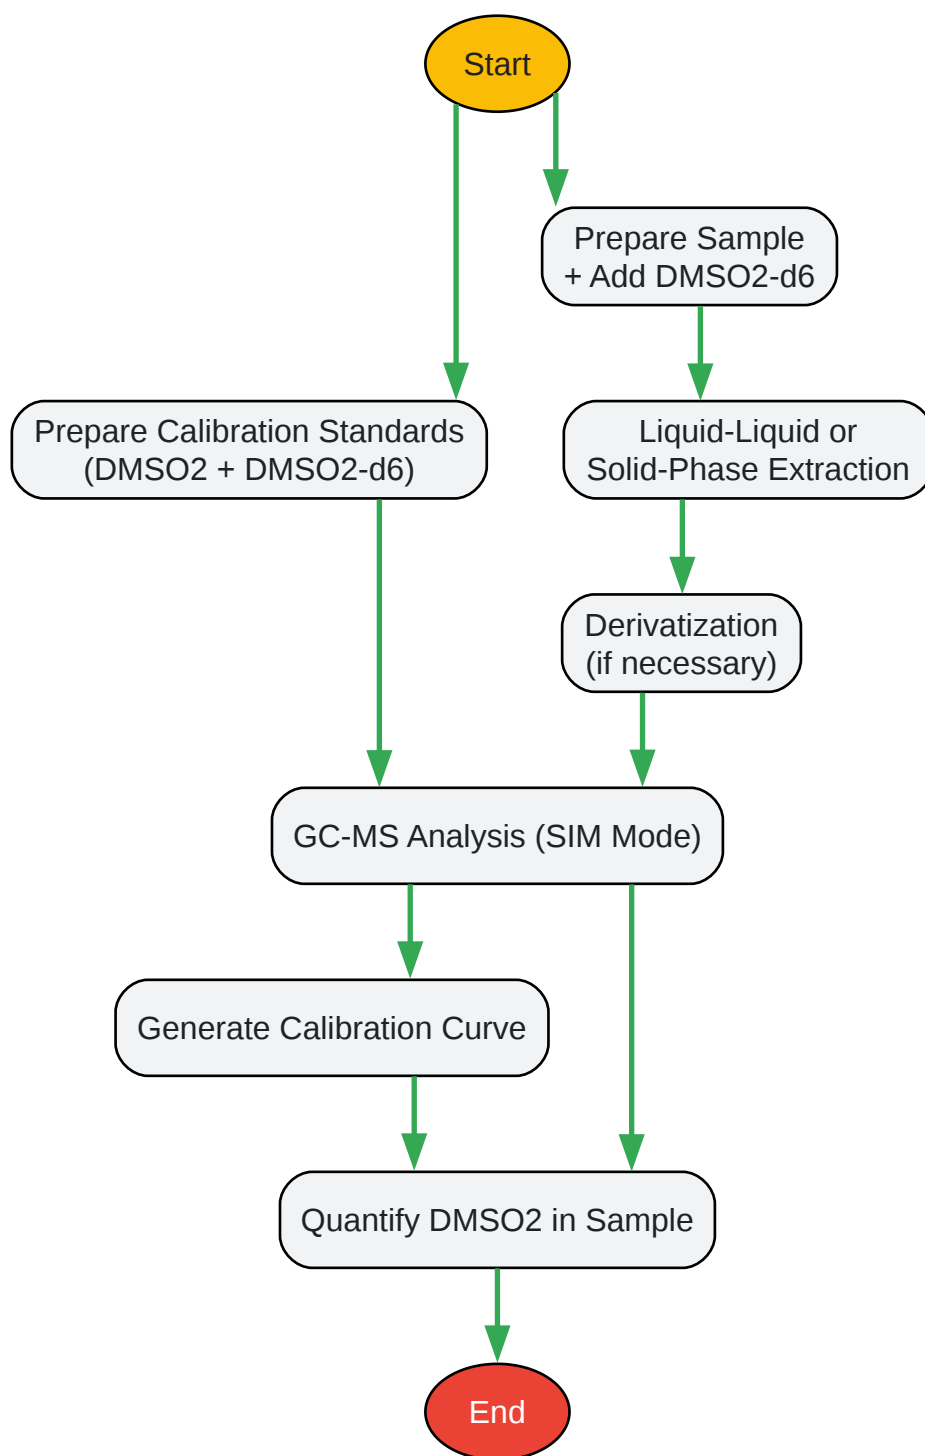 Start
Prepare Sample
+ Add DMSO2-d6
Prepare Calibration Standards
(DMSO2 + DMSO2-d6)
Liquid-Liquid or
Solid-Phase Extraction
Derivatization
(if necessary)
GC-MS Analysis (SIM Mode)
Generate Calibration Curve
Quantify DMSO2 in Sample
End